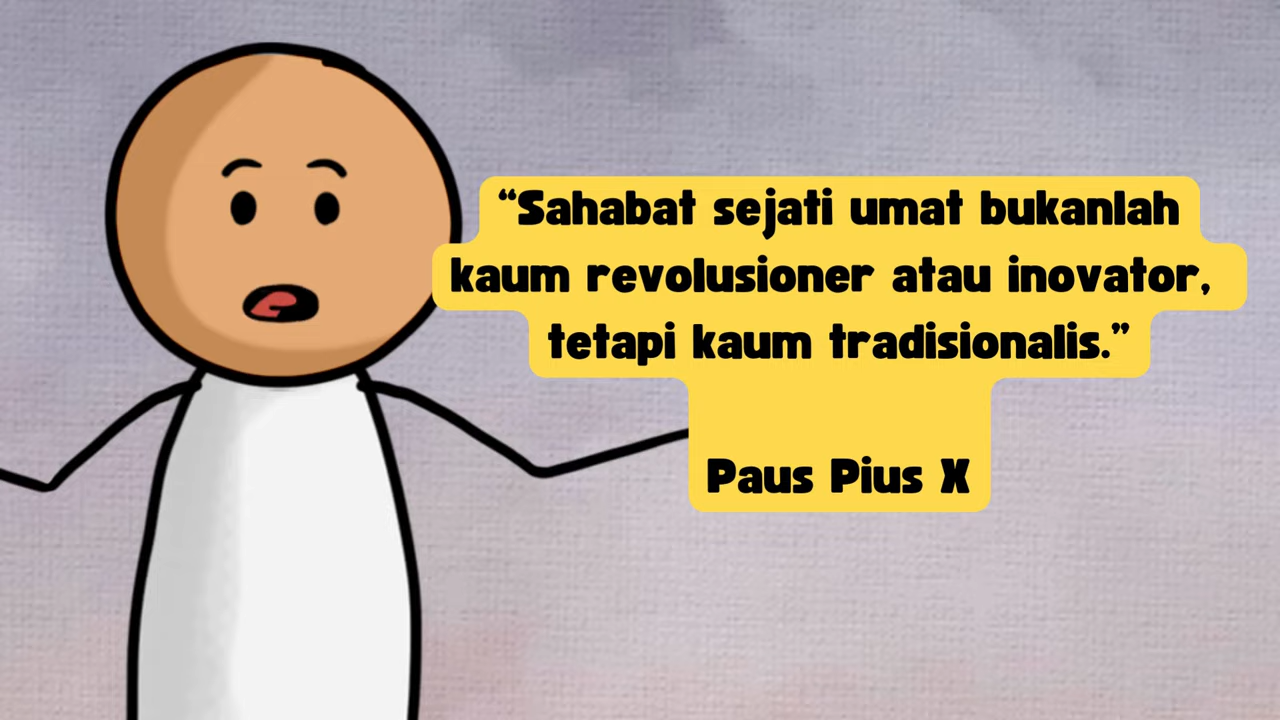 “Sahabat sejati umat bukanlah
kaum revolusioner atau inovator,
tetapi kaum tradisionalis.”
Paus Pius X